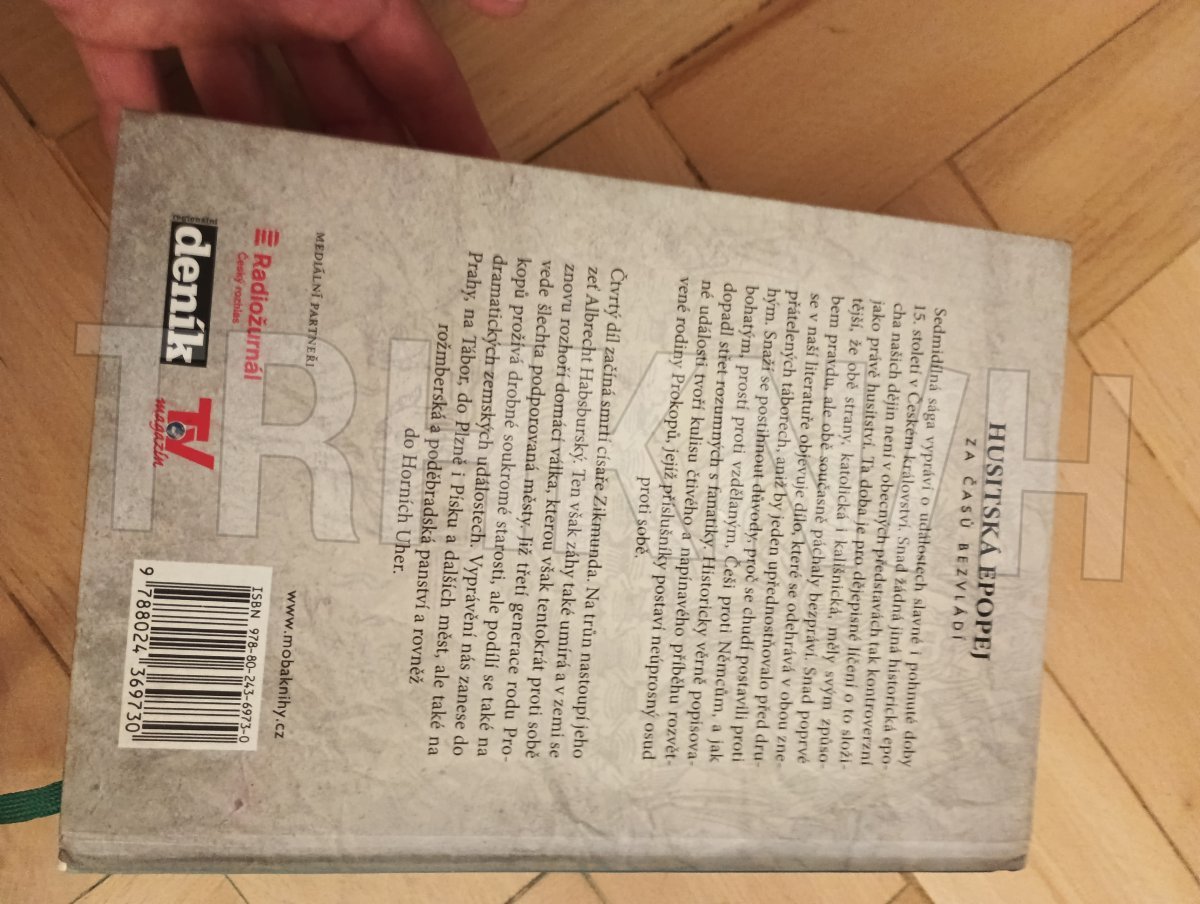 HUSITSKÁ EPOPEJ
ZA ČASŮ BEZVLÁDÍ
Sedmidílná sága vypráví o událostech slavné i pohnuté doby
15. století v Českém království. Snad žádná jiná historická epo-
cha našich dějin není v obecných představách tak kontroverzní
jako právě husitství. Ta doba je pro dějepisné líčení o to složi-
tější, že obě strany, katolická i kališnická, měly svým způso-
bem pravdu, ale obě současně páchaly bezpráví. Snad poprvé
se v naší literatuře objevuje dílo, které se odehrává v obou zne-
přátelených táborech, aniž by jeden upřednostňovalo před dru-
hým. Snaží se postihnout důvody, proč se chudí postavili proti
bohatým, prostí proti vzdělaným, Češi proti Němcům, a jak
dopadl střet rozumných s fanatiky. Historicky věrně popisova-
né události tvoří kulisu čtivého a napínavého příběhu rozvět-
vené rodiny Prokopů, jejíž příslušníky postaví neúprosný osud
proti sobě.
Čtvrtý díl začíná smrtí císaře Zikmunda. Na trůn nastoupí jeho
zeť Albrecht Habsburský. Ten však záhy také umírá a v zemi se
znovu rozhoří domácí válka, kterou však tentokrát proti sobě
vede šlechta podporovaná městy. Již třetí generace rodu Pro-
kopů prožívá drobné soukromé starosti, ale podílí se také na
dramatických zemských událostech. Vyprávění nás zanese do
Prahy, na Tábor, do Plzně i Písku a dalších měst, ale také na
rožmberská a poděbradská panství a rovněž
do Horních Uher.
MEDIÁLNÍ PARTNEŘI
Radiožurnál
Český rozhlas
regionální
deník
TV
magazín
www.mobaknihy.cz
ISBN 978-80-243-6973-0
9 788024 369730